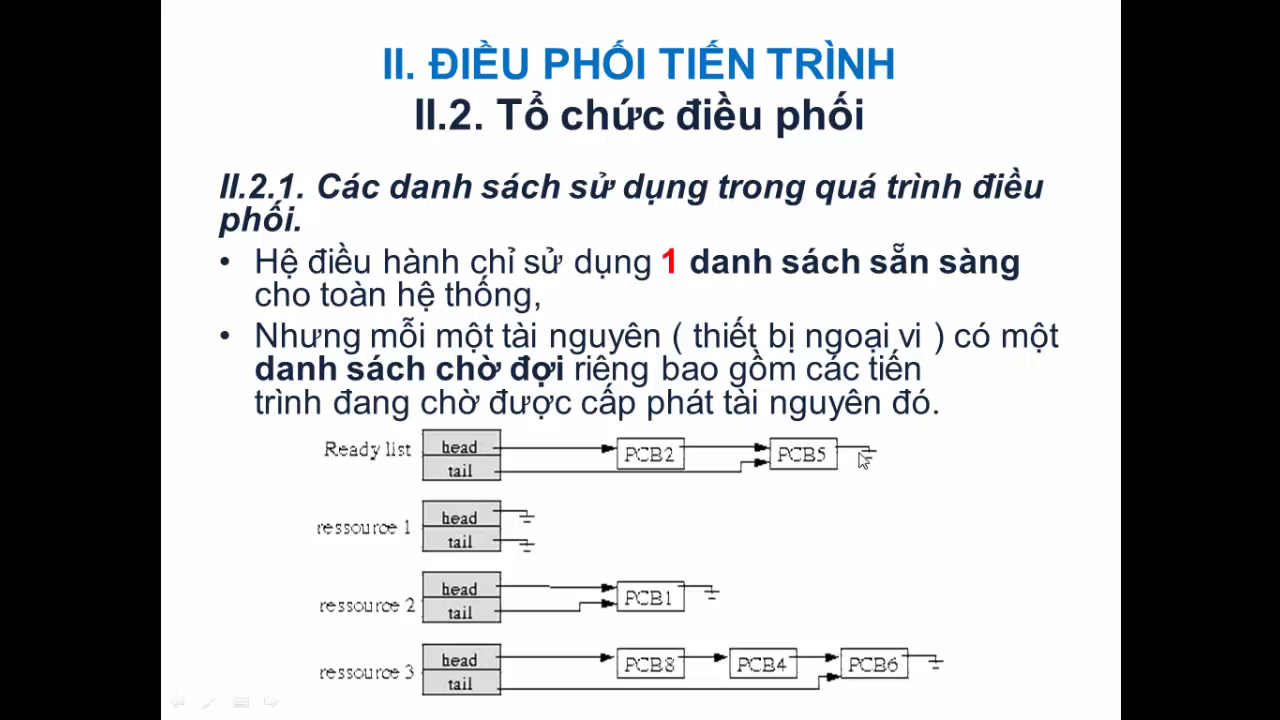 II. ĐIỀU PHỐI TIẾN TRÌNH
II.2. Tổ chức điều phối
II.2.1. Các danh sách sử dụng trong quá trình điều
phối.
• Hệ điều hành chỉ sử dụng 1 danh sách sẵn sàng
cho toàn hệ thống,
• Nhưng mỗi một tài nguyên ( thiết bị ngoại vi ) có một
danh sách chờ đợi riêng bao gồm các tiến
trình đang chờ được cấp phát tài nguyên đó.
Ready list head PCB2 PCB5
tail
ressource 1 head
tail
ressource 2 head PCB1
tail
ressource 3 head PCB8 PCB4 PCB6
tail